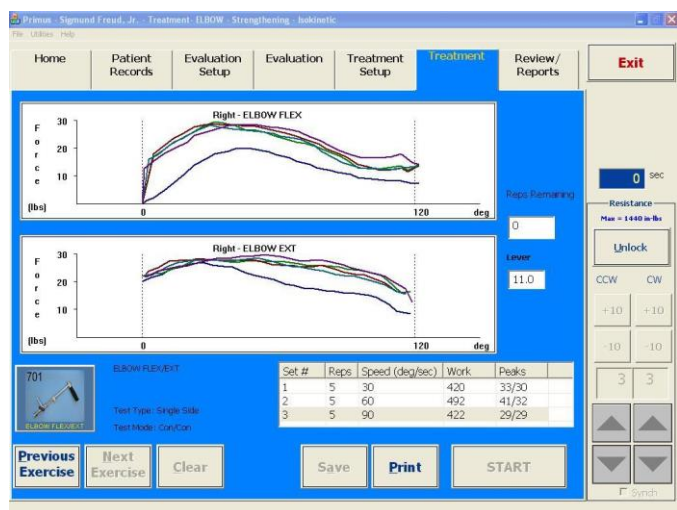 Primus - Sigmund Freud, Jr. - Treatment- ELBOW - Strengthening - Isokinetic
File Utilities Help
Home
Patient
Records
Evaluation
Setup
Evaluation
Treatment
Setup
Treatment
Review/
Reports
Exit
Right - ELBOW FLEX
Force
30
20
10
(lbs)
0
120
deg
Right - ELBOW EXT
Force
30
20
10
(lbs)
0
120
deg
Reps Remaining
0
Lever
11.0
0 sec
Resistance
Max = 1440 in-lbs
Unlock
CCW CW
+10 +10
-10 -10
3 3
Synch
701
ELBOW FLEX/EXT
ELBOW FLEX/EXT
Test Type: Single Side
Test Mode: Con/Con
Set # Reps Speed (deg/sec) Work Peaks
1 5 30 420 33/30
2 5 60 492 41/32
3 5 90 422 29/29
Previous
Exercise
Next
Exercise
Clear
Save
Print
START